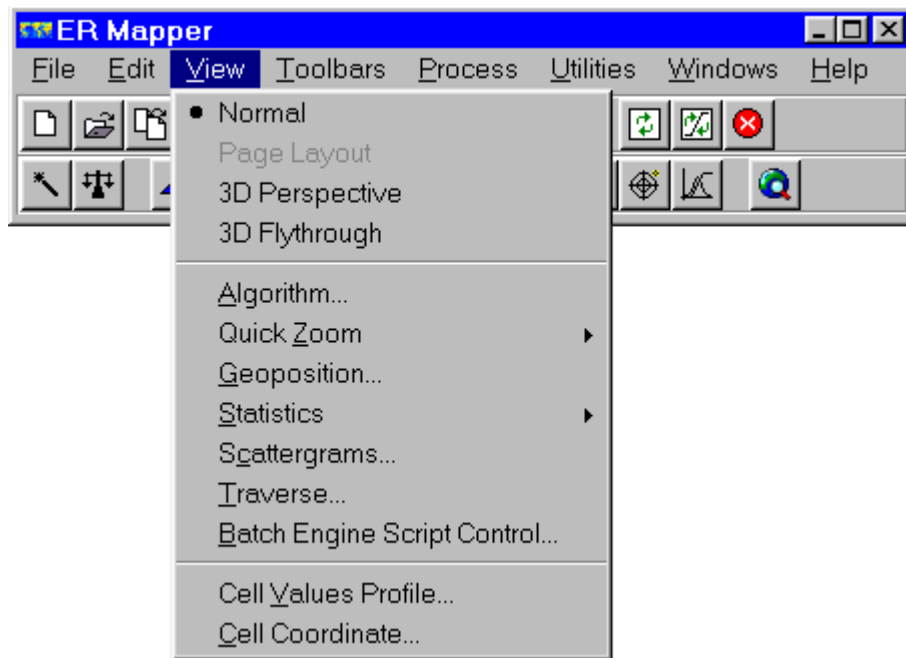 ER Mapper
File Edit View Toolbars Process Utilities Windows Help
Normal
Page Layout
3D Perspective
3D Flythrough
Algorithm...
Quick Zoom
Geoposition...
Statistics
Scattergrams...
Traverse...
Batch Engine Script Control...
Cell Values Profile...
Cell Coordinate...